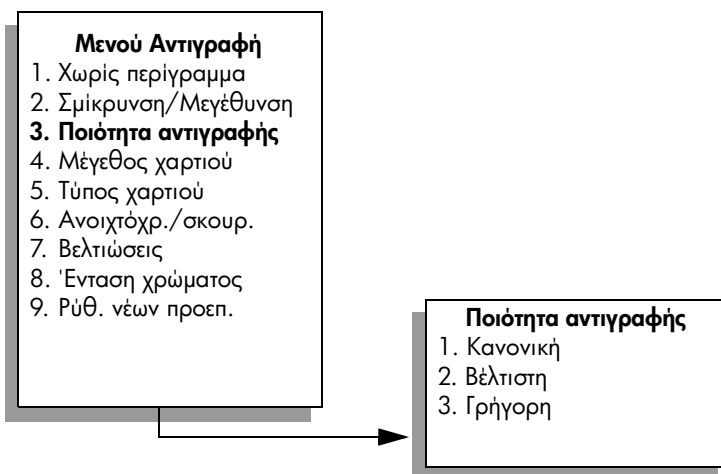 Μενού Αντιγραφή
1. Χωρίς περίγραμμα
2. Σμίκρυνση/Μεγέθυνση
3. Ποιότητα αντιγραφής
4. Μέγεθος χαρτιού
5. Τύπος χαρτιού
6. Ανοιχτόχρ./σκουρ.
7. Βελτιώσεις
8. Ένταση χρώματος
9. Ρύθ. νέων προεπ.
Ποιότητα αντιγραφής
1. Κανονική
2. Βέλτιστη
3. Γρήγορη